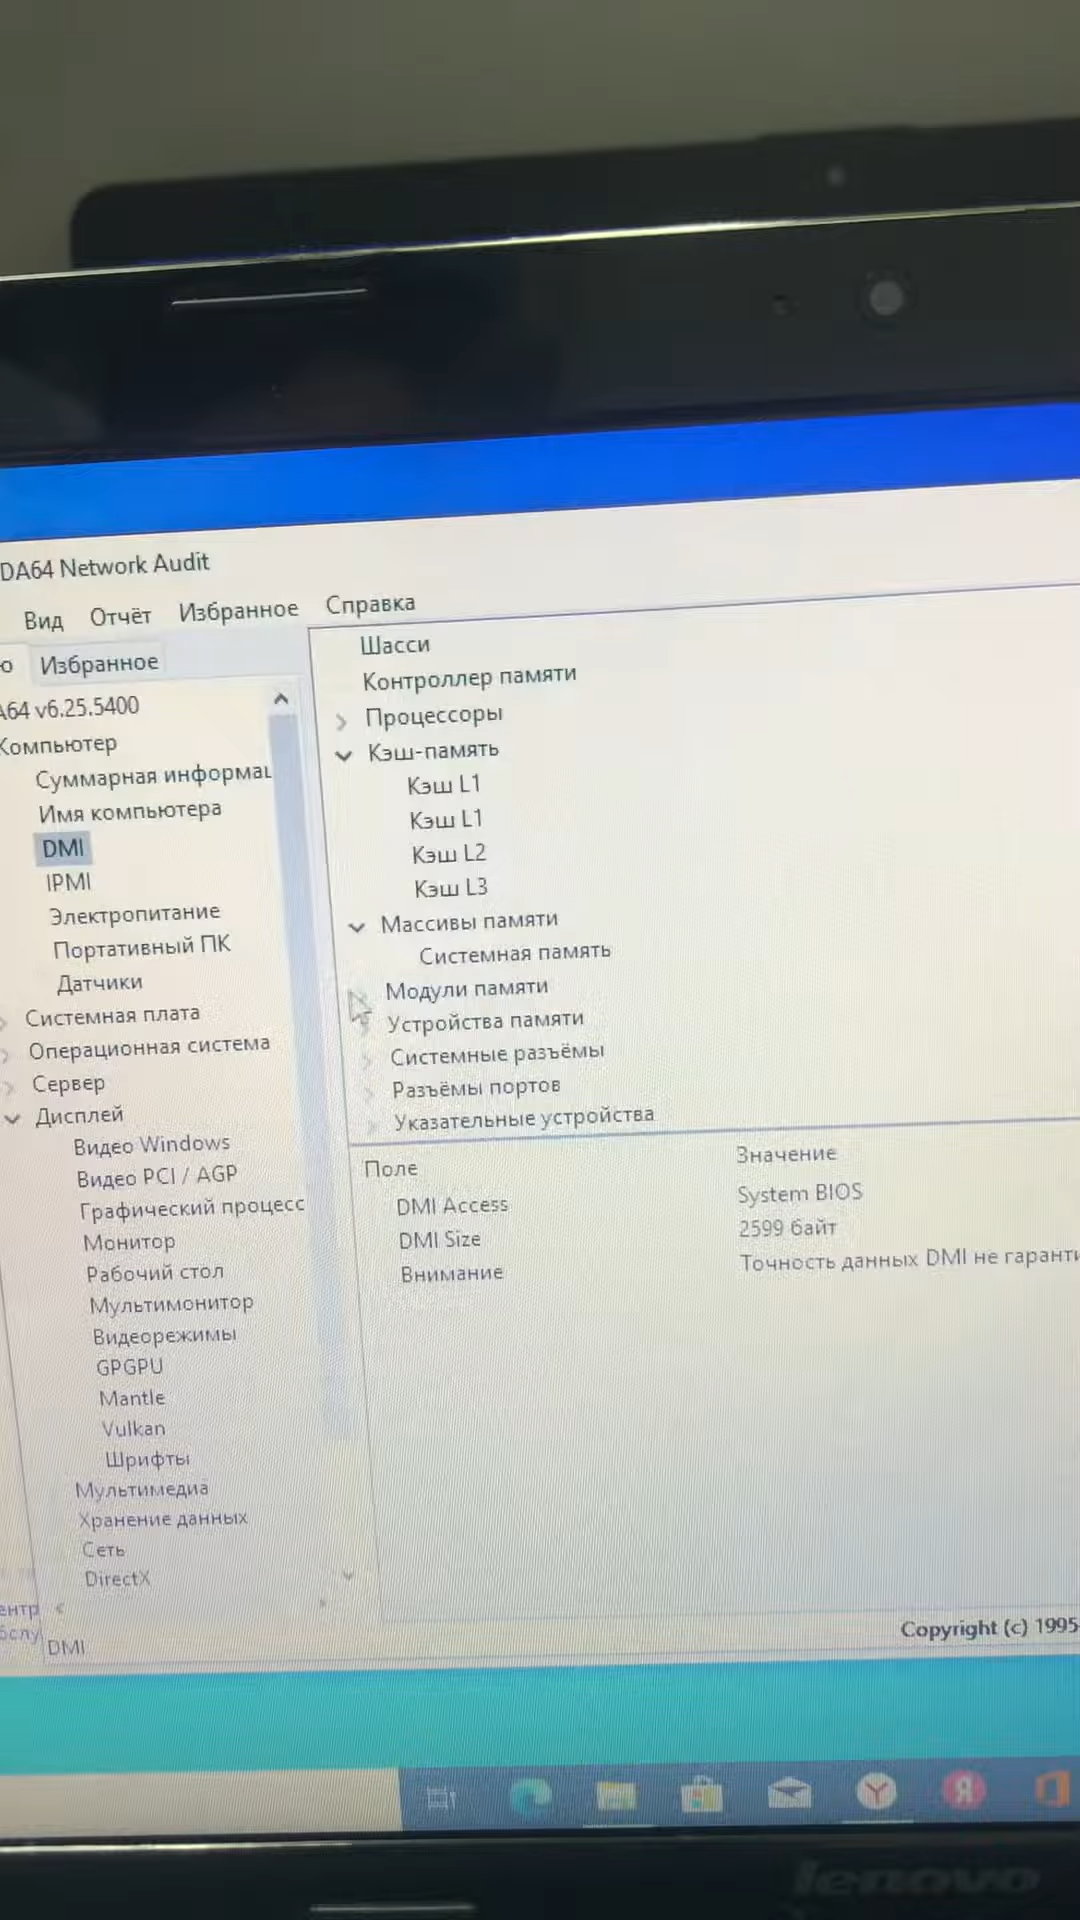 DA64 Network Audit
Вид Отчёт Избранное Справка
ю Избранное
A64 v6.25.5400
Компьютер
Суммарная информац
Имя компьютера
DMI
IPMI
Электропитание
Портативный ПК
Датчики
Системная плата
Операционная система
Сервер
Дисплей
Видео Windows
Видео PCI / AGP
Графический процесс
Монитор
Рабочий стол
Мультимонитор
Видеорежимы
GPGPU
Mantle
Vulkan
Шрифты
Мультимедиа
Хранение данных
Сеть
DirectX
Шасси
Контроллер памяти
Процессоры
Кэш-память
Кэш L1
Кэш L1
Кэш L2
Кэш L3
Массивы памяти
Системная память
Модули памяти
Устройства памяти
Системные разъёмы
Разъёмы портов
Указательные устройства
Поле Значение
DMI Access System BIOS
DMI Size 2599 байт
Внимание Точность данных DMI не гаранти
ентр
бслу
DMI
Copyright (c) 1995-
lenovo